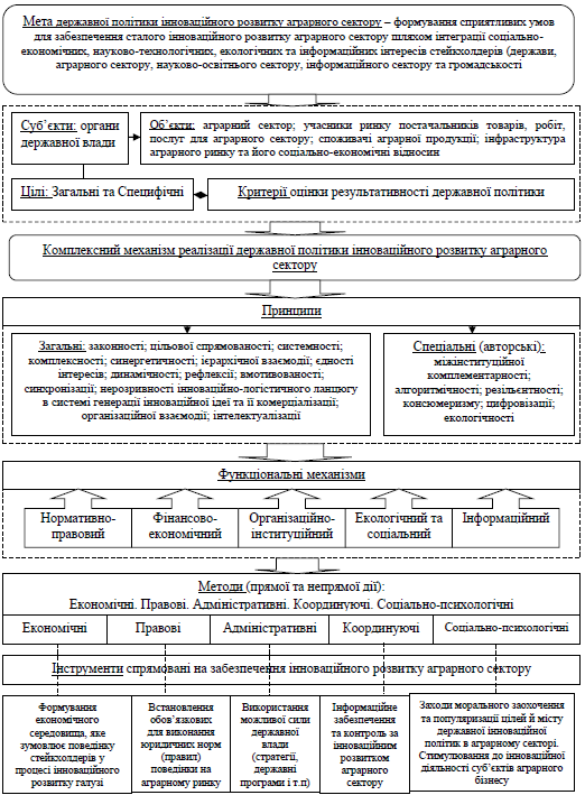 Мета державної політики інноваційного розвитку аграрного сектору – формування сприятливих умов
для забезпечення сталого інноваційного розвитку аграрного сектору шляхом інтеграції соціально-
економічних, науково-технологічних, екологічних та інформаційних інтересів стейкхолдерів (держави,
аграрного сектору, науково-освітнього сектору, інформаційного сектору та громадськості
Суб’єкти: органи
державної влади
Об’єкти: аграрний сектор; учасники ринку постачальників товарів, робіт,
послуг для аграрного сектору; споживачі аграрної продукції; інфраструктура
аграрного ринку та його соціально-економічні відносин
Цілі: Загальні та Специфічні
Критерії оцінки результативності державної політики
Комплексний механізм реалізації державної політики інноваційного розвитку аграрного
сектору
Принципи
Загальні: законності; цільової спрямованості; системності;
комплексності; синергетичності; ієрархічної взаємодії; єдності
інтересів; динамічності; рефлексії; вмотивованості;
синхронізації; нерозривності інноваційно-логістичного ланцюгу
в системі генерації інноваційної ідеї та її комерціалізації;
організаційної взаємодії; інтелектуалізації
Спеціальні (авторські):
міжінституційної
комплементарності;
алгоритмічності; резільєнтності;
консюмеризму; цифровізації;
екологічності
Функціональні механізми
Нормативно-
правовий
Фінансово-
економічний
Організаційно-
інституційний
Екологічний та
соціальний
Інформаційний
Методи (прямої та непрямої дії):
Економічні. Правові. Адміністративні. Координуючі. Соціально-психологічні
Економічні
Правові
Адміністративні
Координуючі
Соціально-психологічні
Інструменти спрямовані на забезпечення інноваційного розвитку аграрного сектору
Формування
економічного
середовища, яке
зумовлює поведінку
стейкхолдерів у
процесі інноваційного
розвитку галузі
Встановлення
обов’язкових
для виконання
юридичних норм
(правил)
поведінки на
аграрному ринку
Використання
можливої сили
державної
влади
(стратегії,
державні
програми і т.п)
Інформаційне
забезпечення
та контроль за
інноваційним
розвитком
аграрного
сектору
Заходи морального заохочення
та популяризації цілей й місту
державної інноваційної
політик в аграрному секторі.
Стимулювання до інноваційної
діяльності суб’єктів аграрного
бізнесу